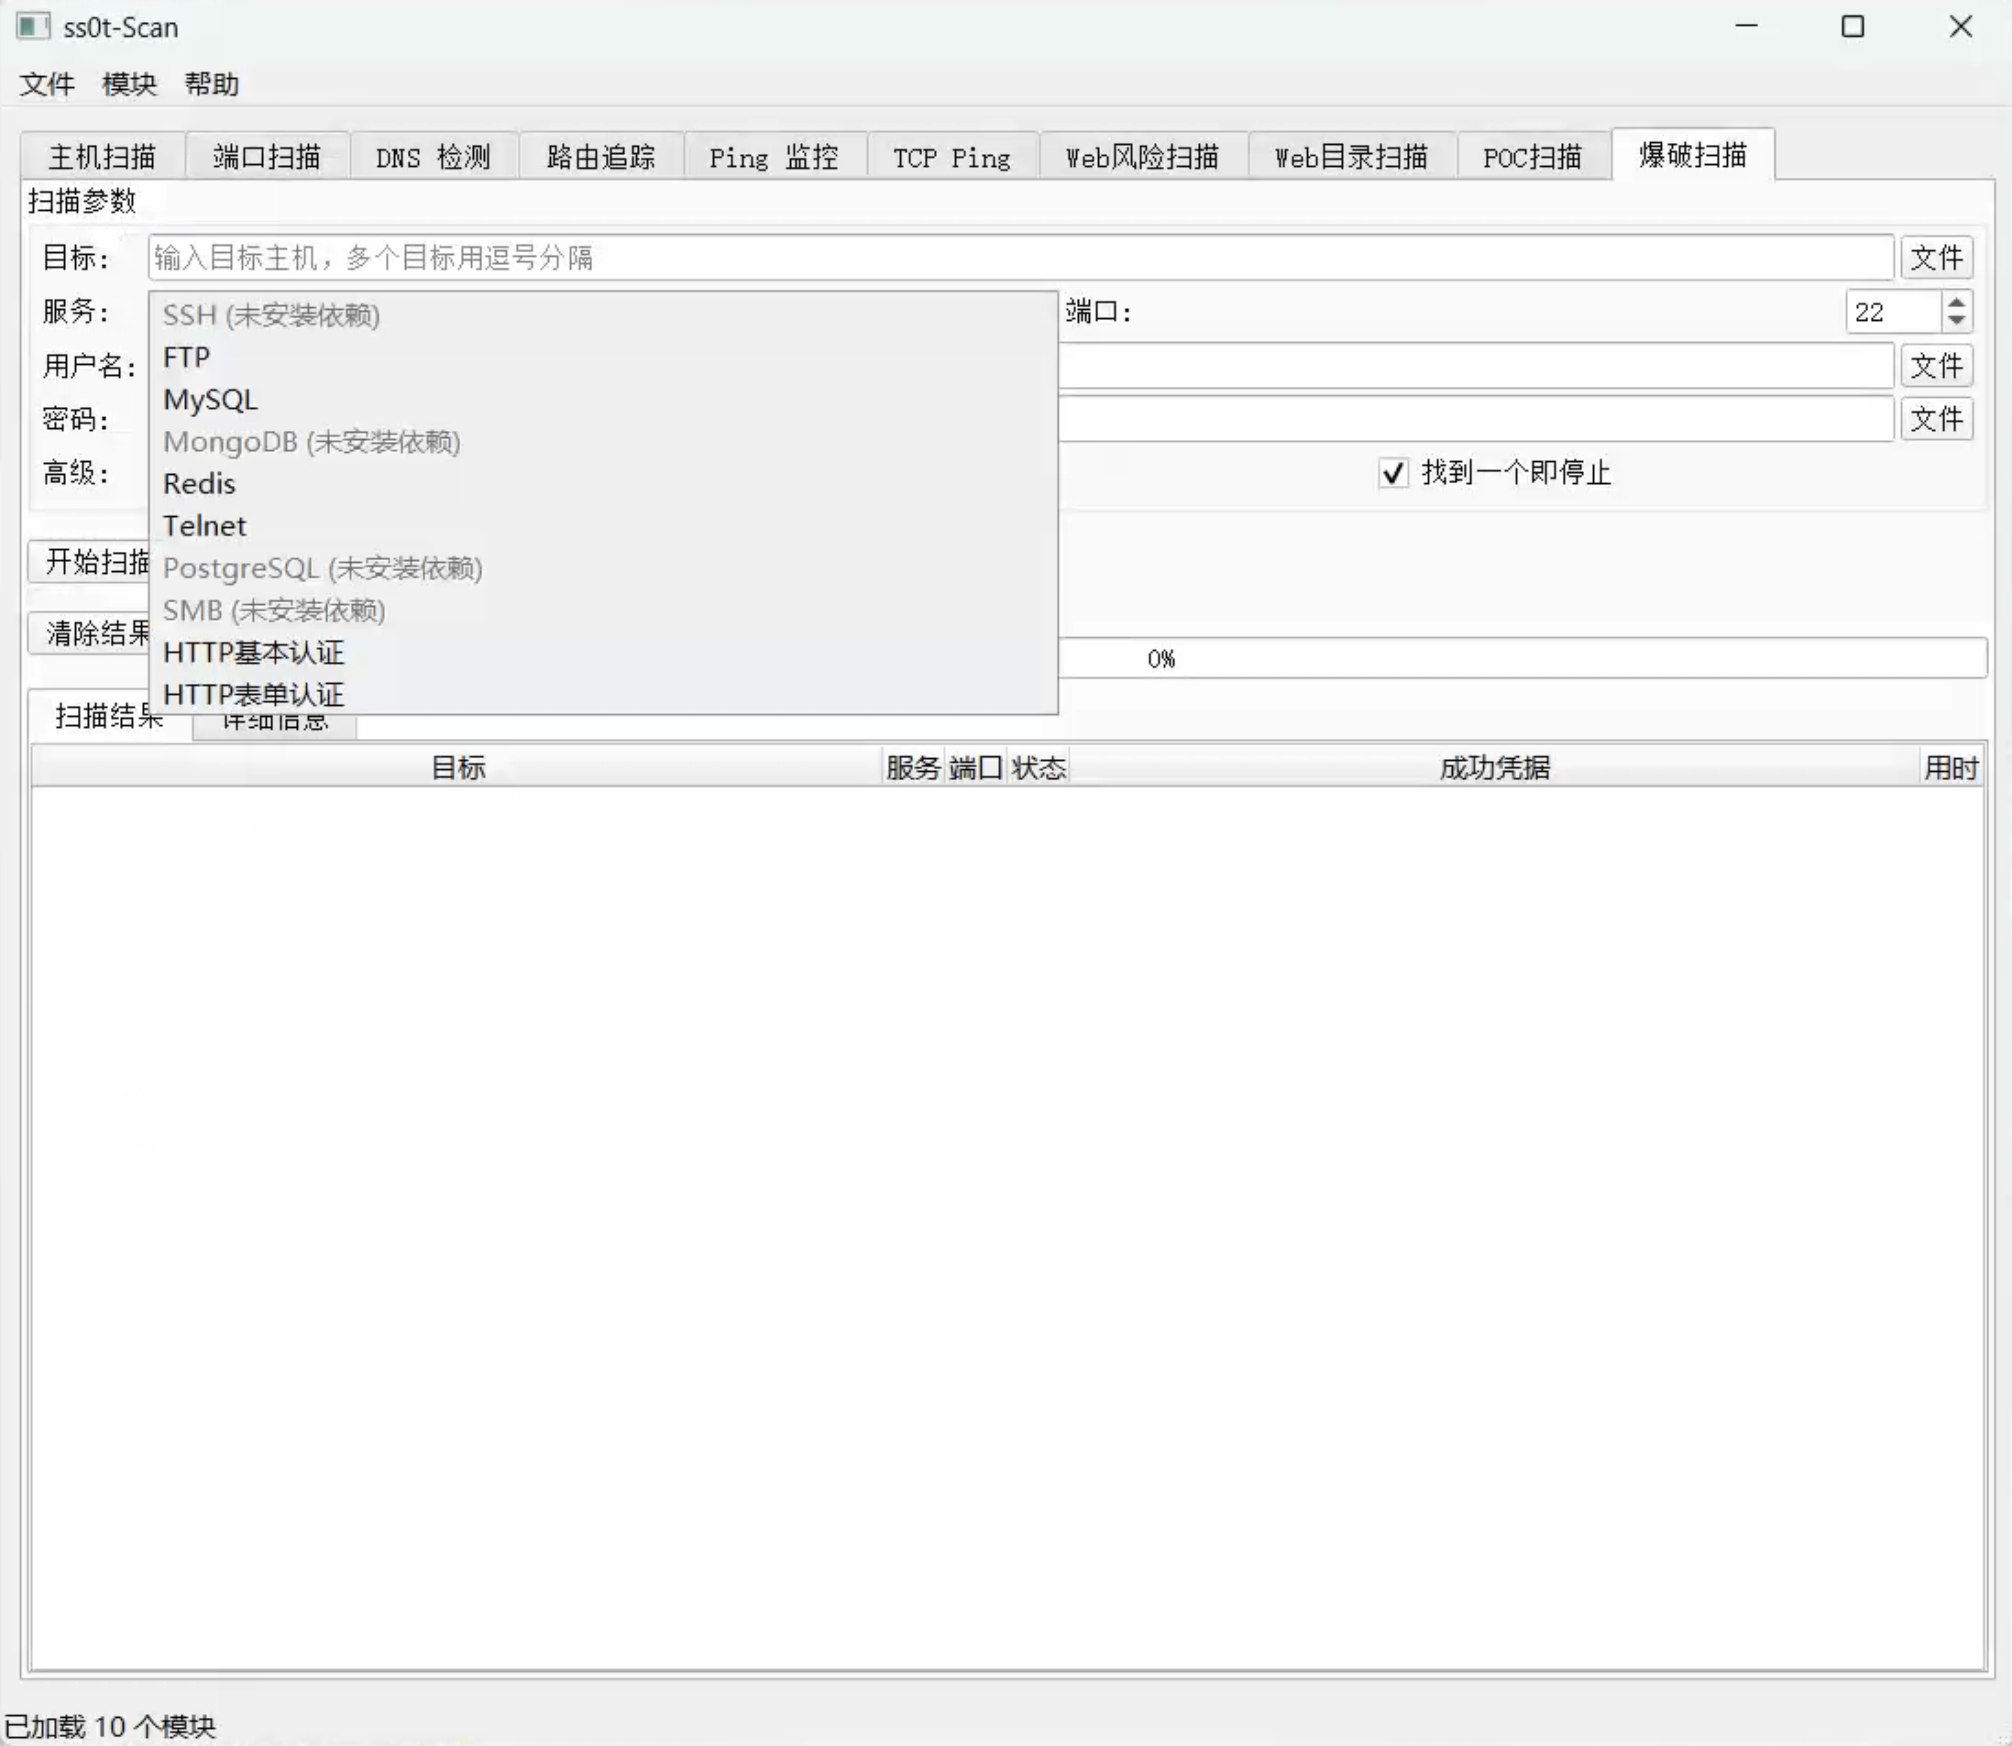 ss0t-Scan
文件 模块 帮助
主机扫描 端口扫描 DNS 检测 路由追踪 Ping 监控 TCP Ping Web风险扫描 Web目录扫描 POC扫描 爆破扫描
扫描参数
目标: 输入目标主机，多个目标用逗号分隔 文件
服务: 端口: 22
SSH (未安装依赖)
FTP
MySQL
MongoDB (未安装依赖)
Redis
Telnet
PostgreSQL (未安装依赖)
SMB (未安装依赖)
HTTP基本认证
HTTP表单认证
用户名: 文件
密码: 文件
高级: 找到一个即停止
开始扫描
清除结果 0%
扫描结果 详细信息
目标 服务 端口 状态 成功凭据 用时
已加载 10 个模块